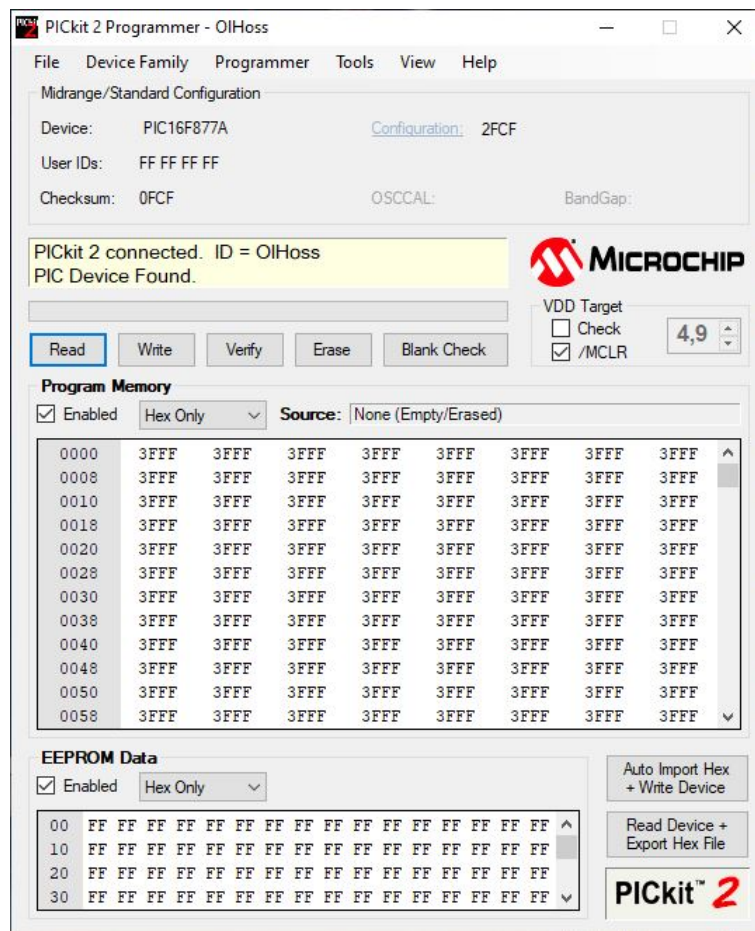 PICkit 2 Programmer - OlHoss
File Device Family Programmer Tools View Help
Midrange/Standard Configuration
Device: PIC16F877A Configuration: 2FCF
User IDs: FF FF FF FF
Checksum: 0FCF OSCCAL: BandGap:
PICkit 2 connected. ID = OlHoss
PIC Device Found.
MICROCHIP
VDD Target
Check
/MCLR
4,9
Read Write Verify Erase Blank Check
Program Memory
Enabled Hex Only Source: None (Empty/Erased)
0000 3FFF 3FFF 3FFF 3FFF 3FFF 3FFF 3FFF 3FFF
0008 3FFF 3FFF 3FFF 3FFF 3FFF 3FFF 3FFF 3FFF
0010 3FFF 3FFF 3FFF 3FFF 3FFF 3FFF 3FFF 3FFF
0018 3FFF 3FFF 3FFF 3FFF 3FFF 3FFF 3FFF 3FFF
0020 3FFF 3FFF 3FFF 3FFF 3FFF 3FFF 3FFF 3FFF
0028 3FFF 3FFF 3FFF 3FFF 3FFF 3FFF 3FFF 3FFF
0030 3FFF 3FFF 3FFF 3FFF 3FFF 3FFF 3FFF 3FFF
0038 3FFF 3FFF 3FFF 3FFF 3FFF 3FFF 3FFF 3FFF
0040 3FFF 3FFF 3FFF 3FFF 3FFF 3FFF 3FFF 3FFF
0048 3FFF 3FFF 3FFF 3FFF 3FFF 3FFF 3FFF 3FFF
0050 3FFF 3FFF 3FFF 3FFF 3FFF 3FFF 3FFF 3FFF
0058 3FFF 3FFF 3FFF 3FFF 3FFF 3FFF 3FFF 3FFF
EEPROM Data
Enabled Hex Only
00 FF FF FF FF FF FF FF FF FF FF FF FF FF FF FF FF
10 FF FF FF FF FF FF FF FF FF FF FF FF FF FF FF FF
20 FF FF FF FF FF FF FF FF FF FF FF FF FF FF FF FF
30 FF FF FF FF FF FF FF FF FF FF FF FF FF FF FF FF
Auto Import Hex
+ Write Device
Read Device +
Export Hex File
PICkit™ 2